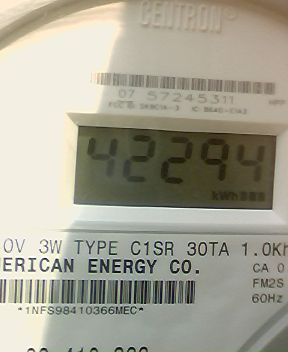 CENTRON®
07 57245311
42294
kWh
0V 3W TYPE C1SR 30TA 1.0Kh
ERICAN ENERGY CO.
CA 0
FM2S
60Hz
*1NFS98410366MEC*